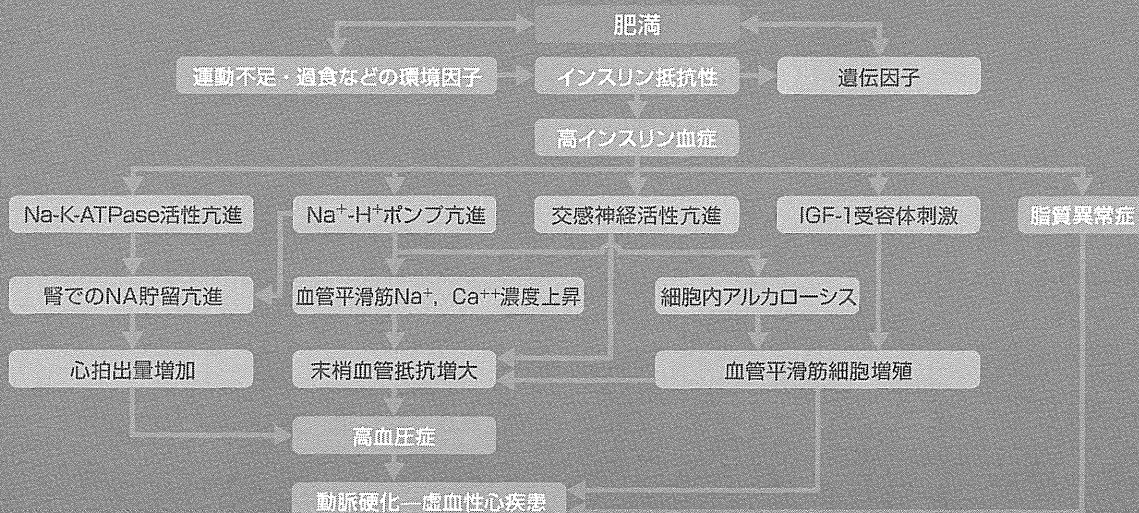 肥満
運動不足・過食などの環境因子
インスリン抵抗性
遺伝因子
高インスリン血症
Na-K-ATPase活性亢進
Na⁺-H⁺ポンプ亢進
交感神経活性亢進
IGF-1受容体刺激
脂質異常症
腎でのNA貯留亢進
血管平滑筋Na⁺, Ca⁺⁺濃度上昇
細胞内アルカローシス
心拍出量増加
末梢血管抵抗増大
血管平滑筋細胞増殖
高血圧症
動脈硬化—虚血性心疾患